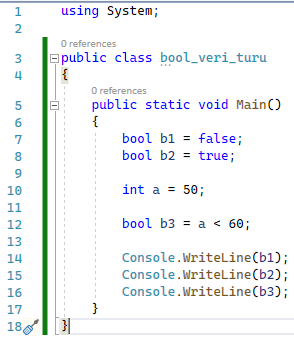 1 using System;
2
0 references
3 public class bool_veri_turu
4 {
0 references
5 public static void Main()
6 {
7 bool b1 = false;
8 bool b2 = true;
9
10 int a = 50;
11
12 bool b3 = a < 60;
13
14 Console.WriteLine(b1);
15 Console.WriteLine(b2);
16 Console.WriteLine(b3);
17 }
18 }